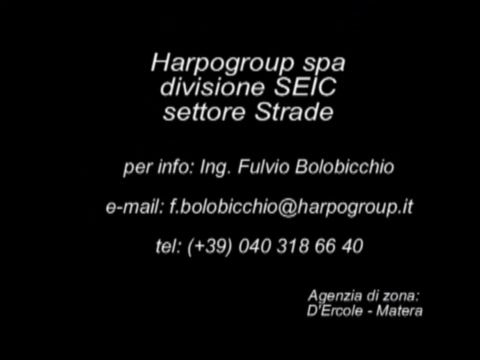 Harpogroup spa
divisione SEIC
settore Strade
per info: Ing. Fulvio Bolobicchio
e-mail: f.bolobicchio@harpogroup.it
tel: (+39) 040 318 66 40
Agenzia di zona:
D'Ercole - Matera